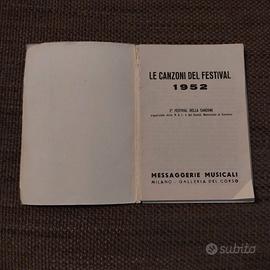 LE CANZONI DEL FESTIVAL
1952
2° FESTIVAL DELLA CANZONE
MESSAGGERIE MUSICALI
MILANO - GALLERIA DEL CORSO
subito